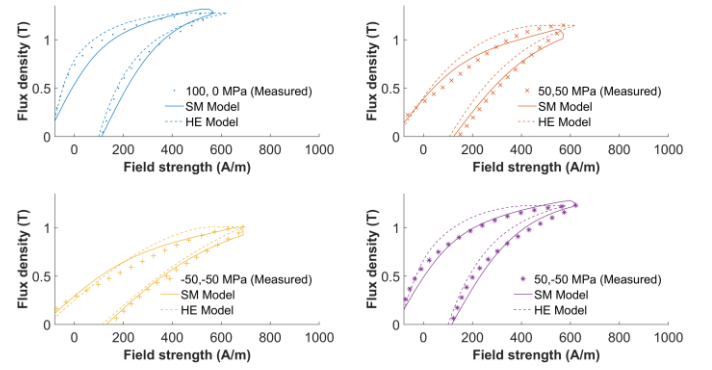 Flux density (T)
1
0.5
0
100, 0 MPa (Measured)
SM Model
HE Model
0 200 400 600 800 1000
Field strength (A/m)
Flux density (T)
1
0.5
0
50,50 MPa (Measured)
SM Model
HE Model
0 200 400 600 800 1000
Field strength (A/m)
Flux density (T)
1
0.5
0
-50,-50 MPa (Measured)
SM Model
HE Model
0 200 400 600 800 1000
Field strength (A/m)
Flux density (T)
1
0.5
0
50,-50 MPa (Measured)
SM Model
HE Model
0 200 400 600 800 1000
Field strength (A/m)